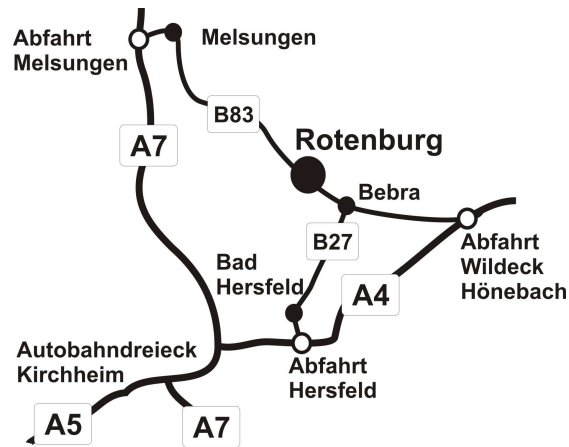 Abfahrt
Melsungen
Melsungen
B83
A7
Rotenburg
Bebra
B27
Abfahrt
Wildeck
Hönebach
Bad
Hersfeld
A4
Autobahndreieck
Kirchheim
Abfahrt
Hersfeld
A5
A7